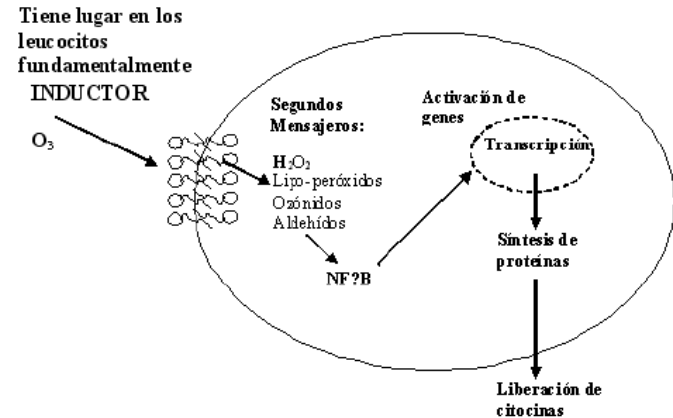 Tiene lugar en los
leucocitos
fundamentalmente
INDUCTOR
O₃
Segundos
Mensajeros:
H₂O₂
Lipo-peróxidos
Ozónidos
Aldehídos
NF?B
Activación de
genes
Transcripción
Síntesis de
proteínas
Liberación de
citocinas